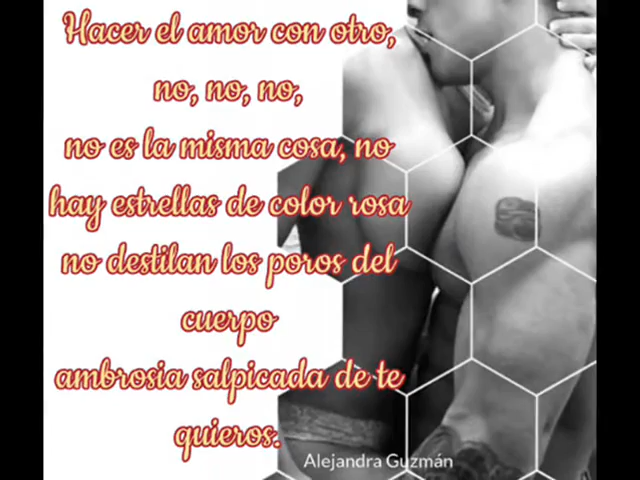 Hacer el amor con otro,
no, no, no,
no es la misma cosa, no
hay estrellas de color rosa
no destilan los poros del
cuerpo
ambrosia salpicada de te
quieros.
Alejandra Guzmán